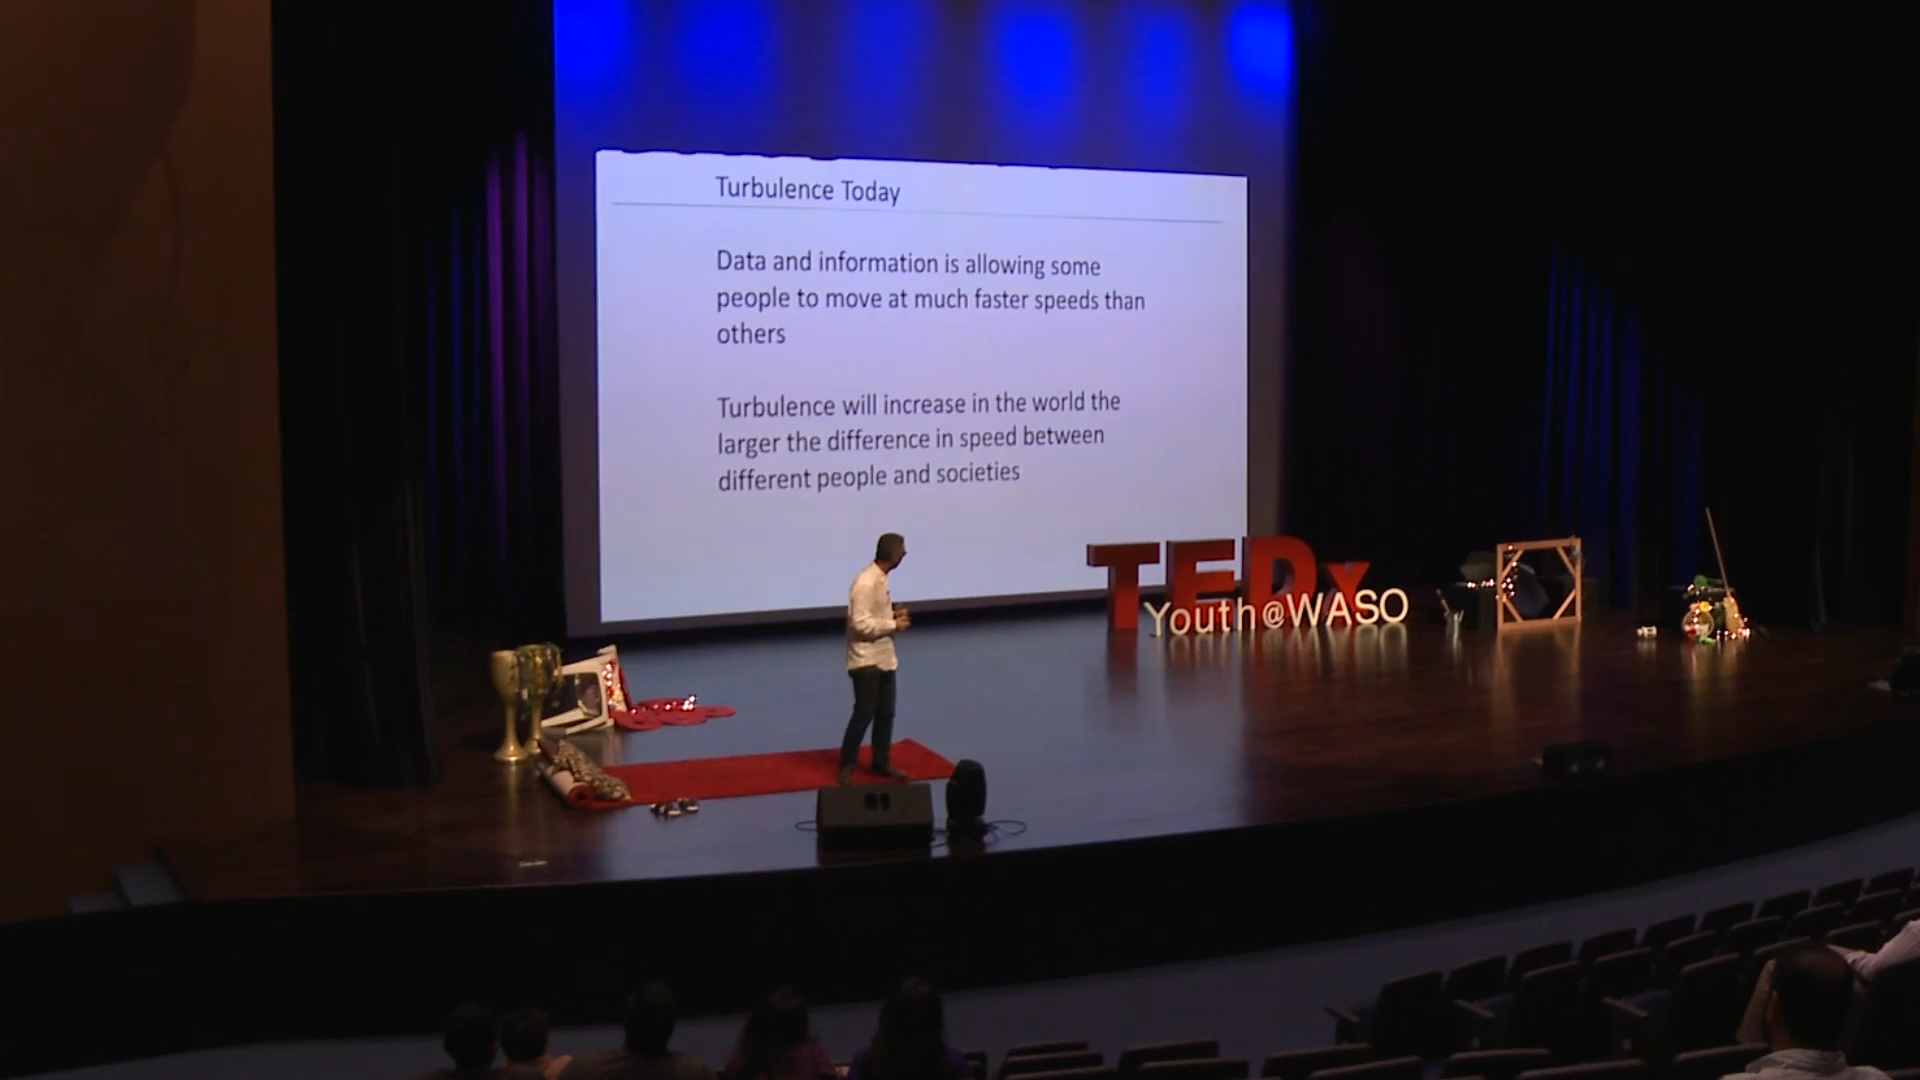 Turbulence Today
Data and information is allowing some
people to move at much faster speeds than
others
Turbulence will increase in the world the
larger the difference in speed between
different people and societies
TEDx
Youth@WASO